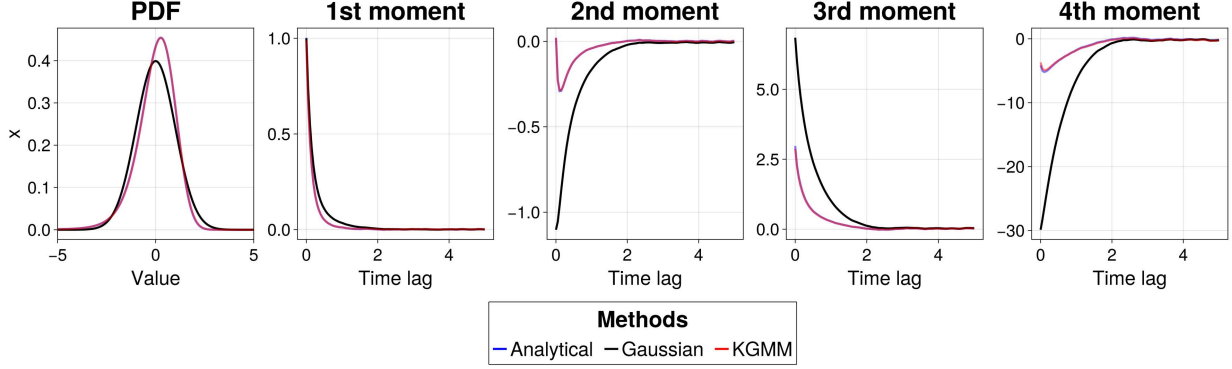 PDF
1st moment
2nd moment
3rd moment
4th moment
x
0.4
0.3
0.2
0.1
0.0
−5
0
5
Value
1.0
0.5
0.0
0
2
4
Time lag
0.0
−0.5
−1.0
0
2
4
Time lag
5.0
2.5
0.0
0
2
4
Time lag
0
−10
−20
−30
0
2
4
Time lag
Methods
Analytical Gaussian KGMM